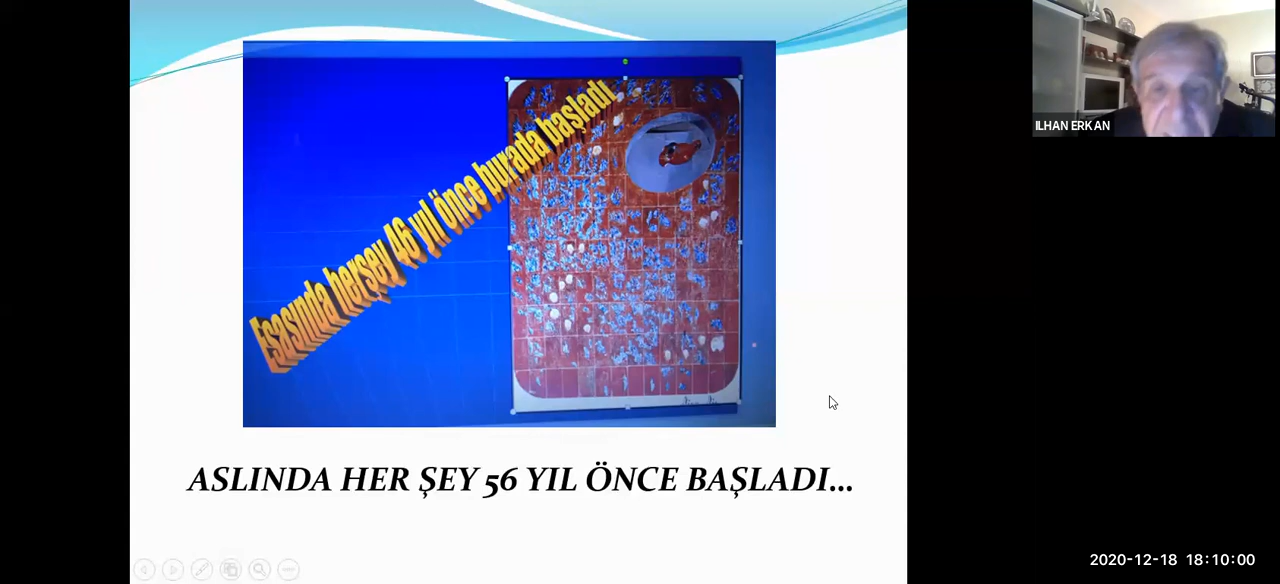 Esasında herşey 46 yıl önce burada başladı
ASLINDA HER ŞEY 56 YIL ÖNCE BAŞLADI...
ILHAN ERKAN
2020-12-18 18:10:00